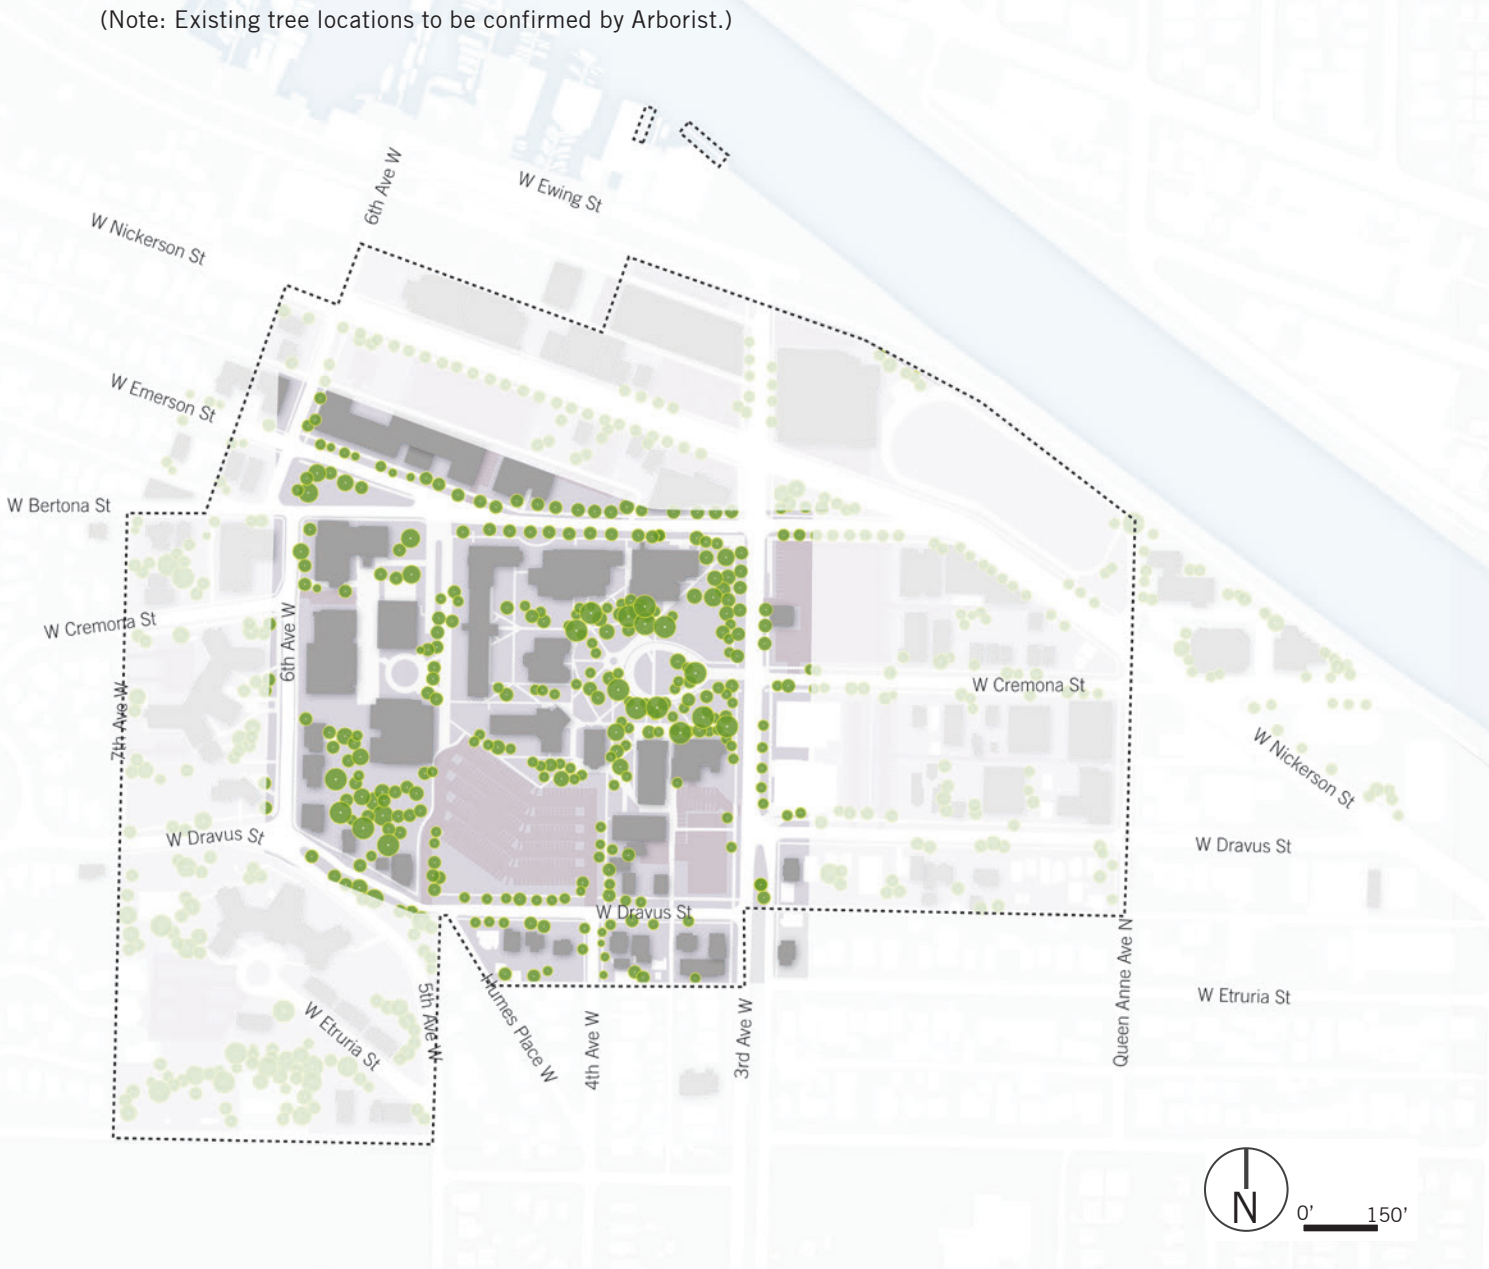 (Note: Existing tree locations to be confirmed by Arborist.)
6th Ave W
W Ewing St
W Nickerson St
W Emerson St
W Bertona St
W Cremona St
6th Ave W
7th Ave W
W Cremona St
W Nickerson St
W Dravus St
W Dravus St
W Dravus St
5th Ave W
Humes Place W
W Etruria St
4th Ave W
3rd Ave W
Queen Anne Ave N
W Etruria St
N
0’ 150’